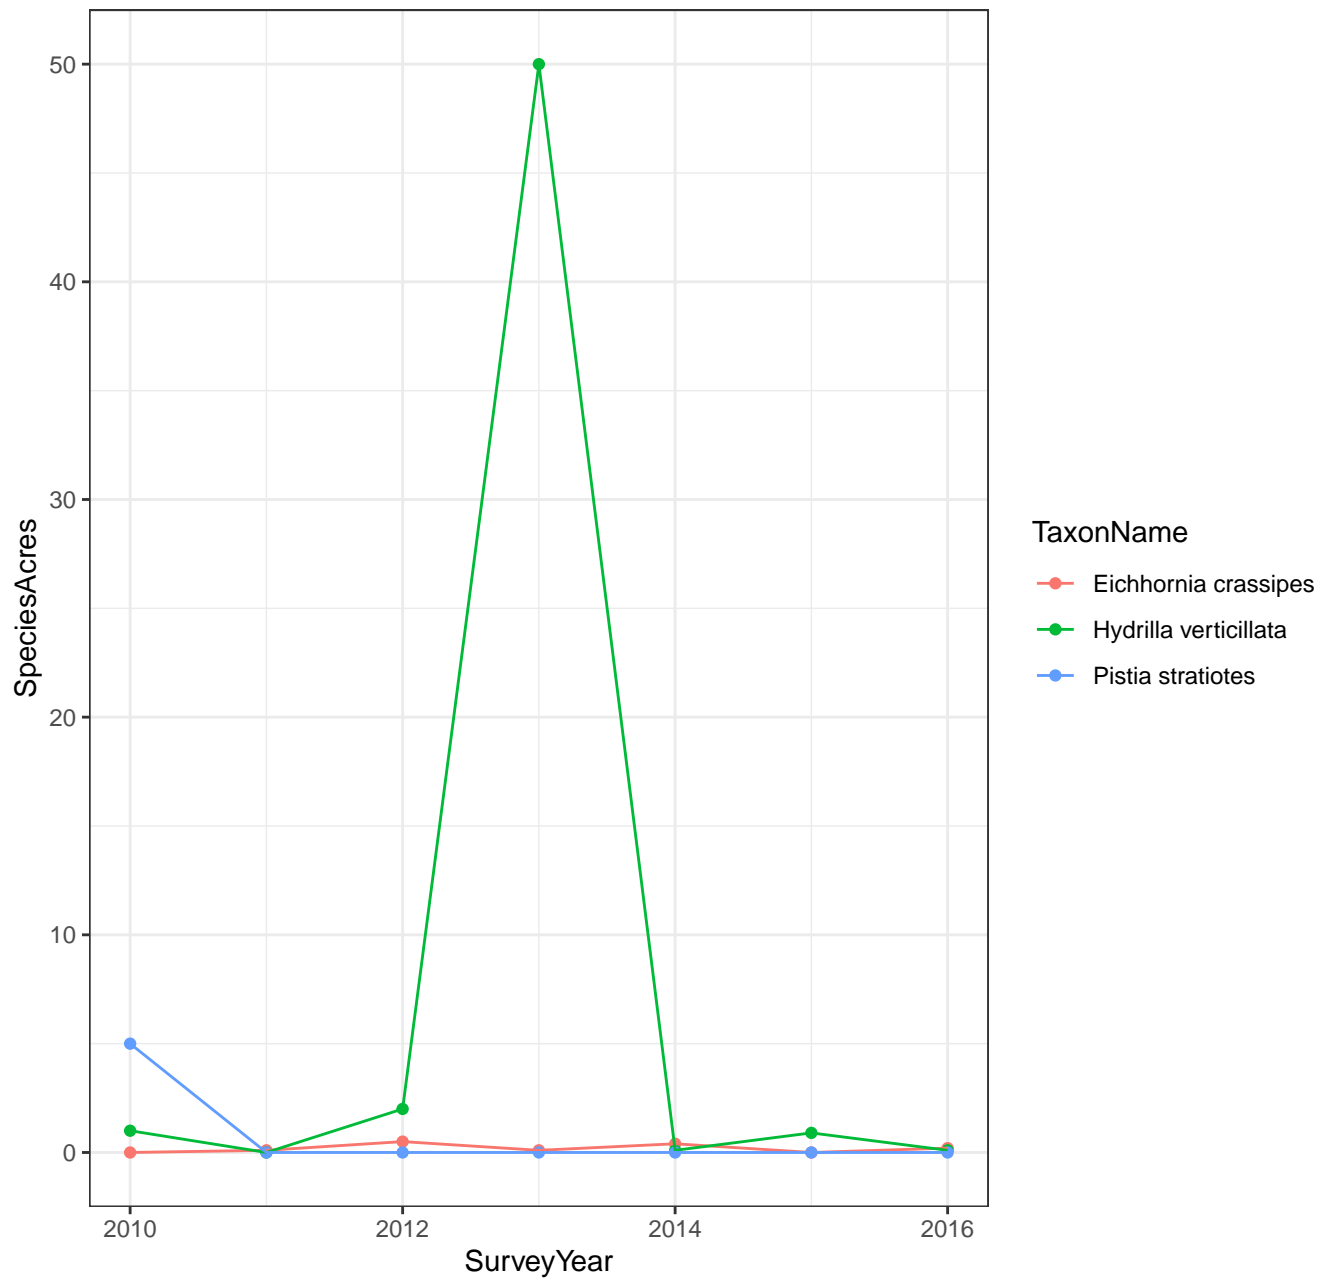 50
40
30
20
10
0
SpeciesAcres
2010
2012
2014
2016
SurveyYear
TaxonName
Eichhornia crassipes
Hydrilla verticillata
Pistia stratiotes